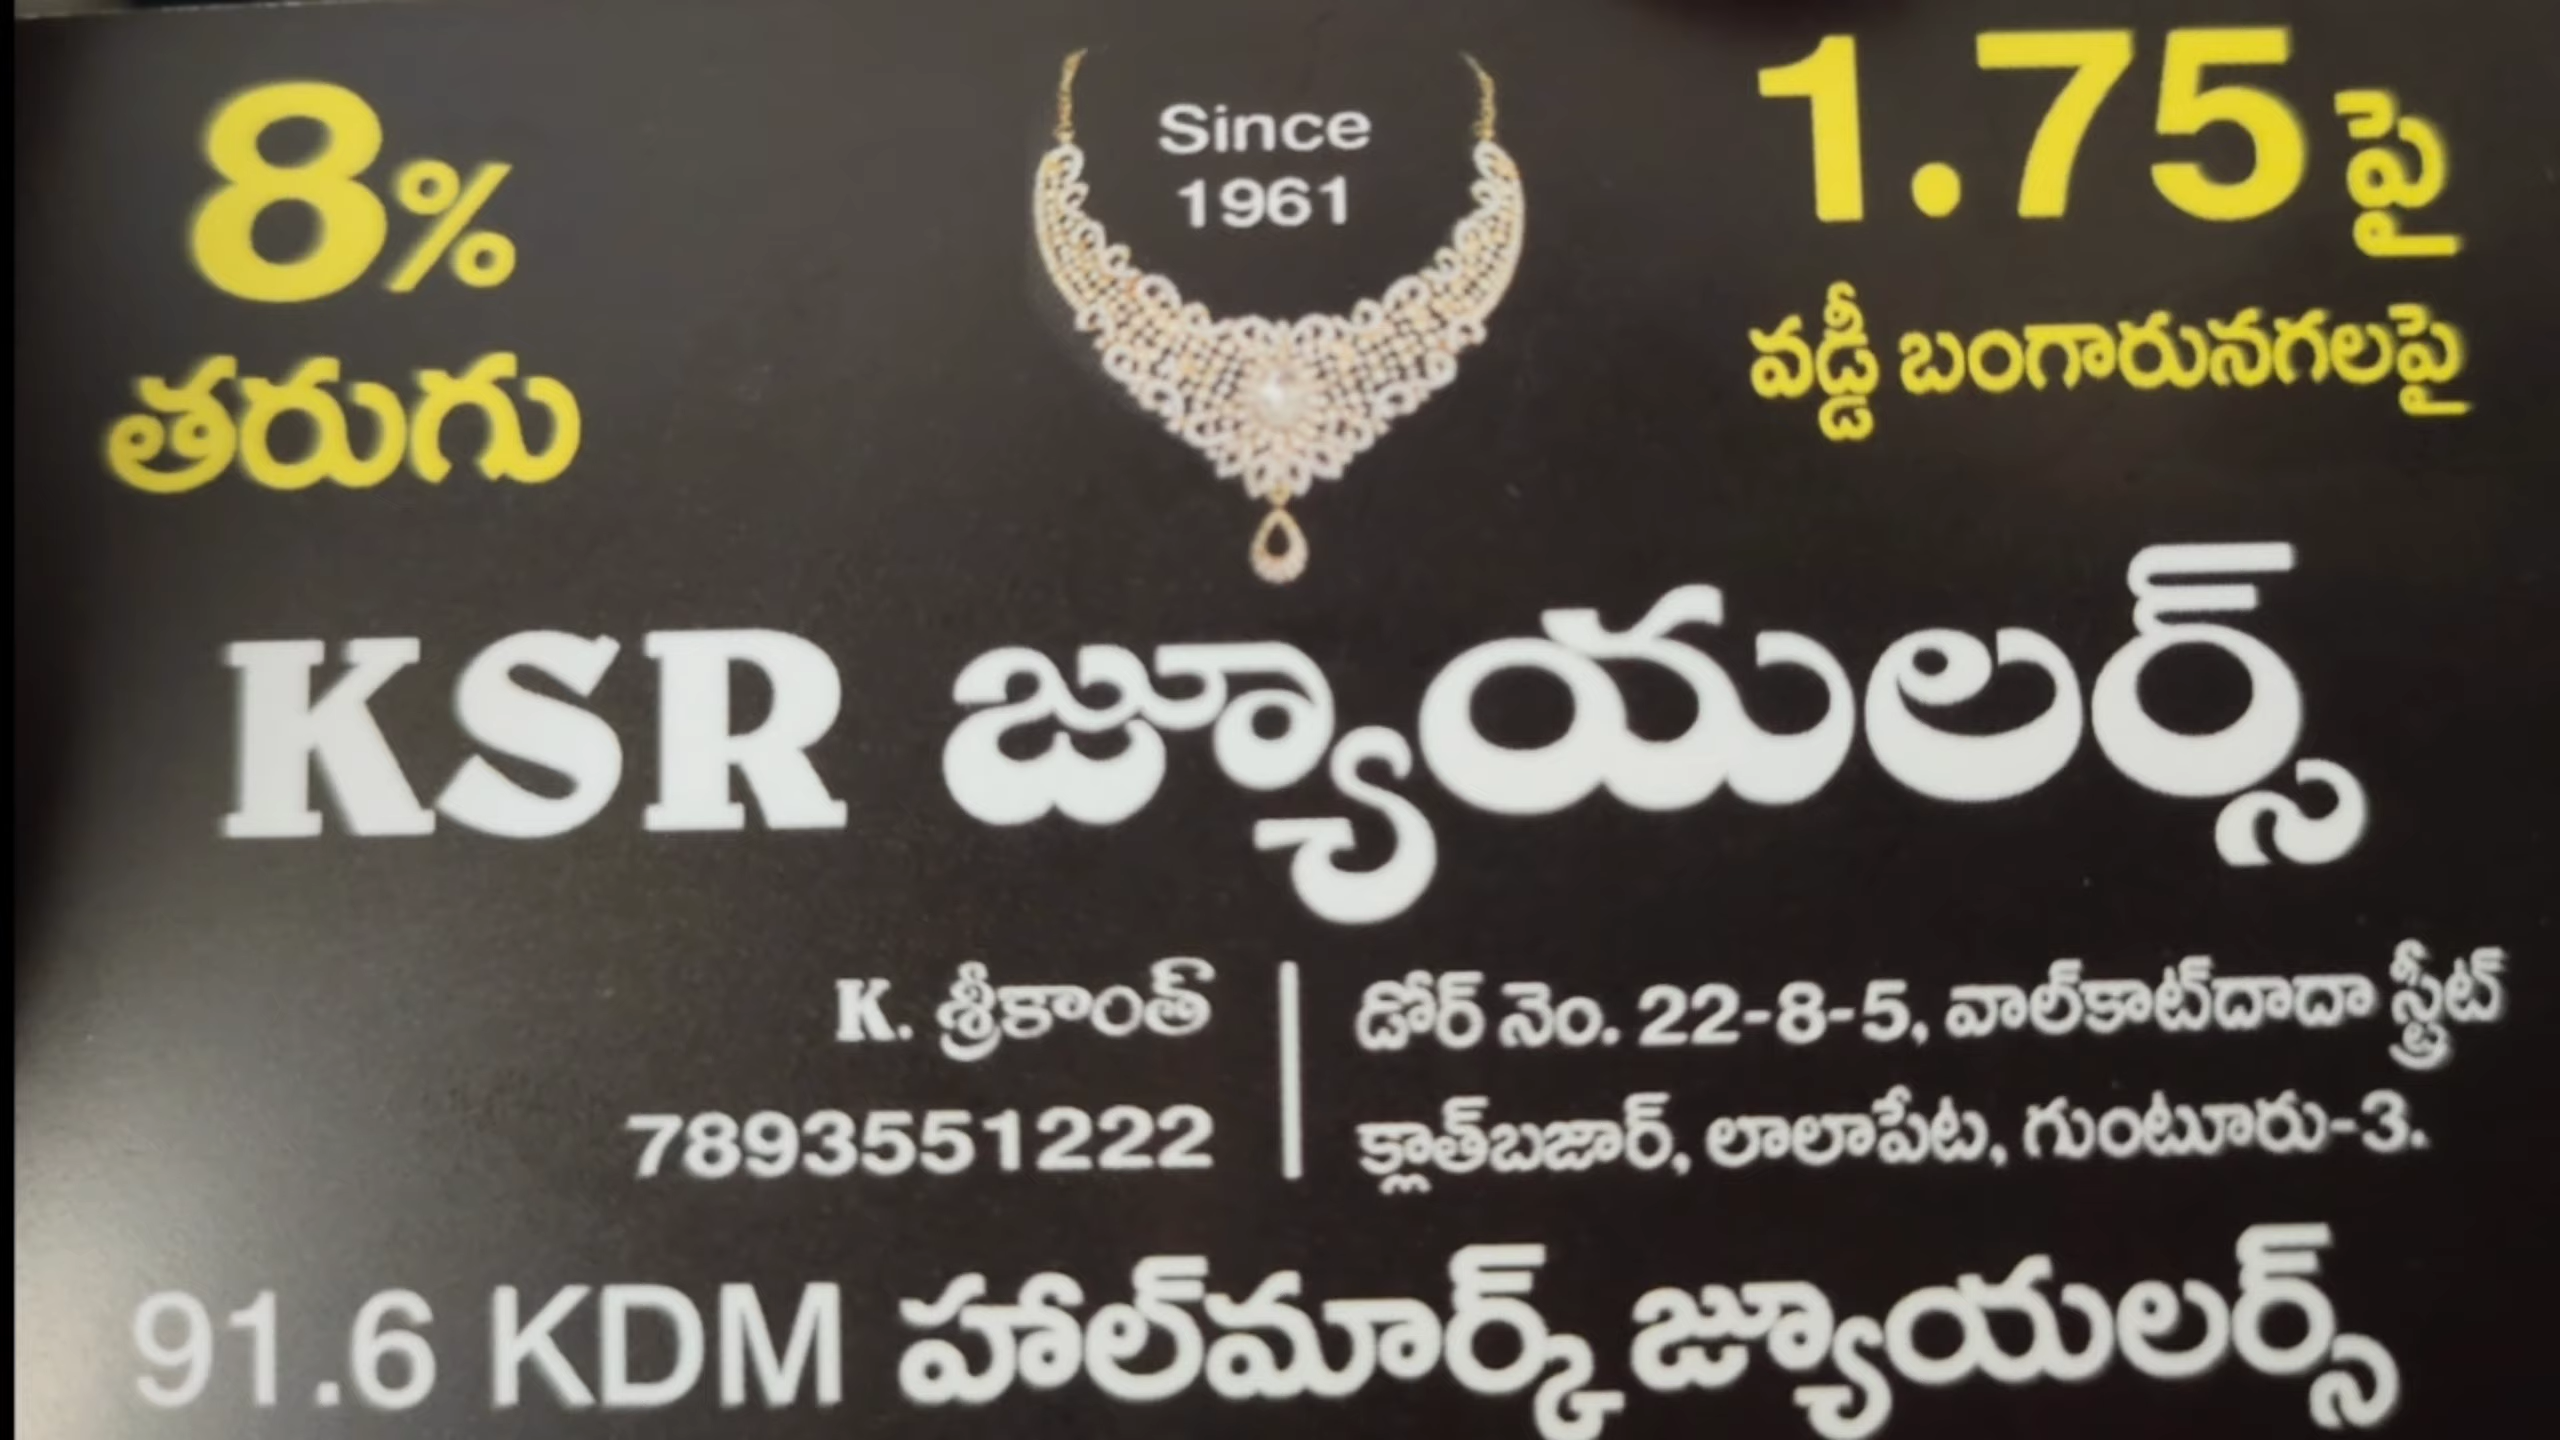 8%
తరుగు
Since
1961
1.75 పై
వడ్డీ బంగారునగలపై
KSR జ్యూయలర్స్
K. శ్రీకాంత్
7893551222
డోర్ నెం. 22-8-5, వాల్‌కాట్‌దాదా స్ట్రీట్
క్లాత్‌బజార్, లాలాపేట, గుంటూరు-3.
91.6 KDM హాల్‌మార్క్ జ్యూయలర్స్